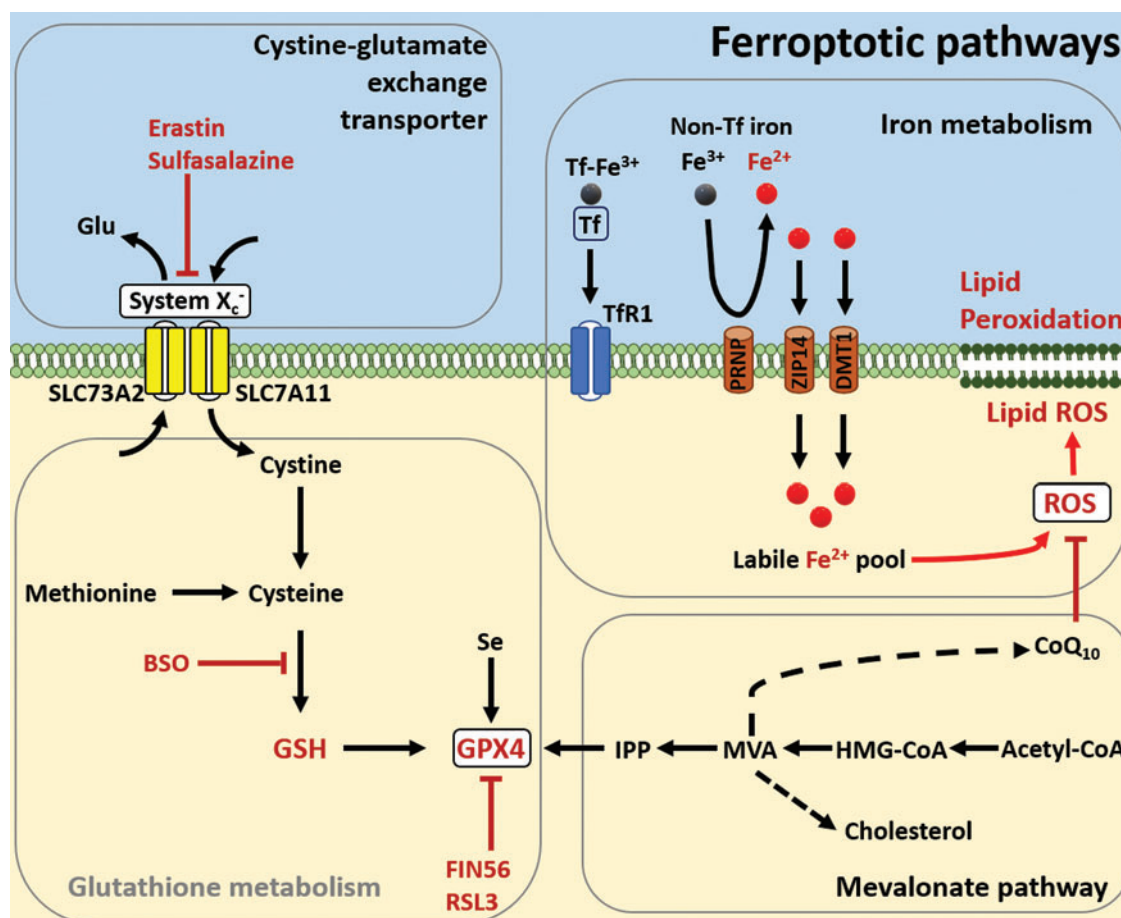 Ferroptotic pathways
Cystine-glutamate
exchange
transporter
Erastin
Sulfasalazine
Glu
System Xc-
SLC73A2
SLC7A11
Iron metabolism
Non-Tf iron
Tf-Fe3+
Fe3+
Fe2+
Tf
TfR1
PRNP
ZIP14
DMT1
Lipid
Peroxidation
Lipid ROS
ROS
Labile Fe2+ pool
Cystine
Methionine
Cysteine
BSO
Se
GSH
GPX4
FIN56
RSL3
Glutathione metabolism
CoQ10
IPP
MVA
HMG-CoA
Acetyl-CoA
Cholesterol
Mevalonate pathway